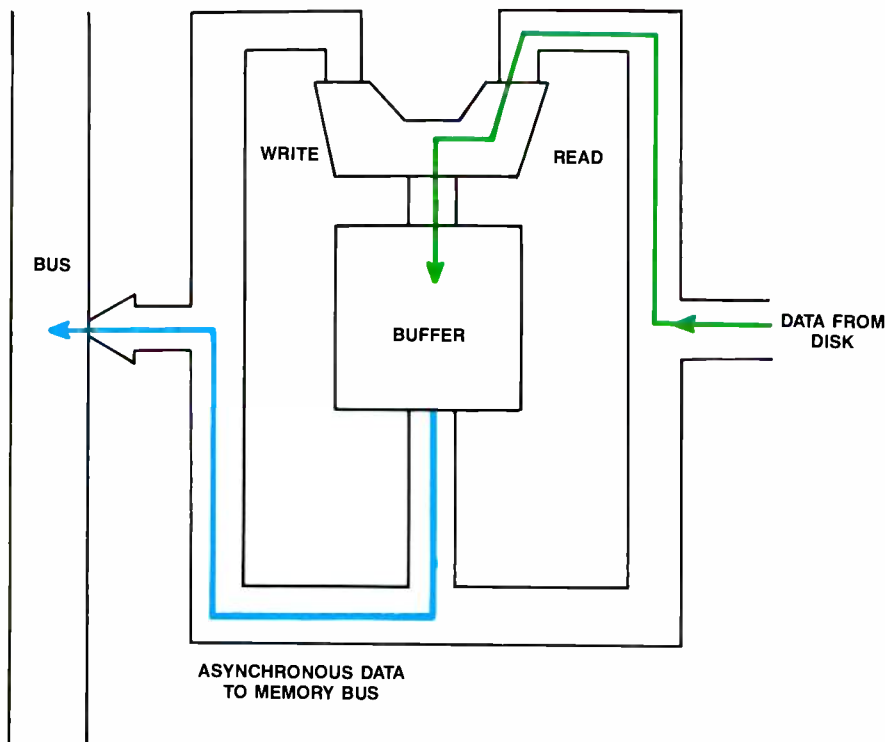 WRITE
READ
BUS
BUFFER
DATA FROM
DISK
ASYNCHRONOUS DATA
TO MEMORY BUS